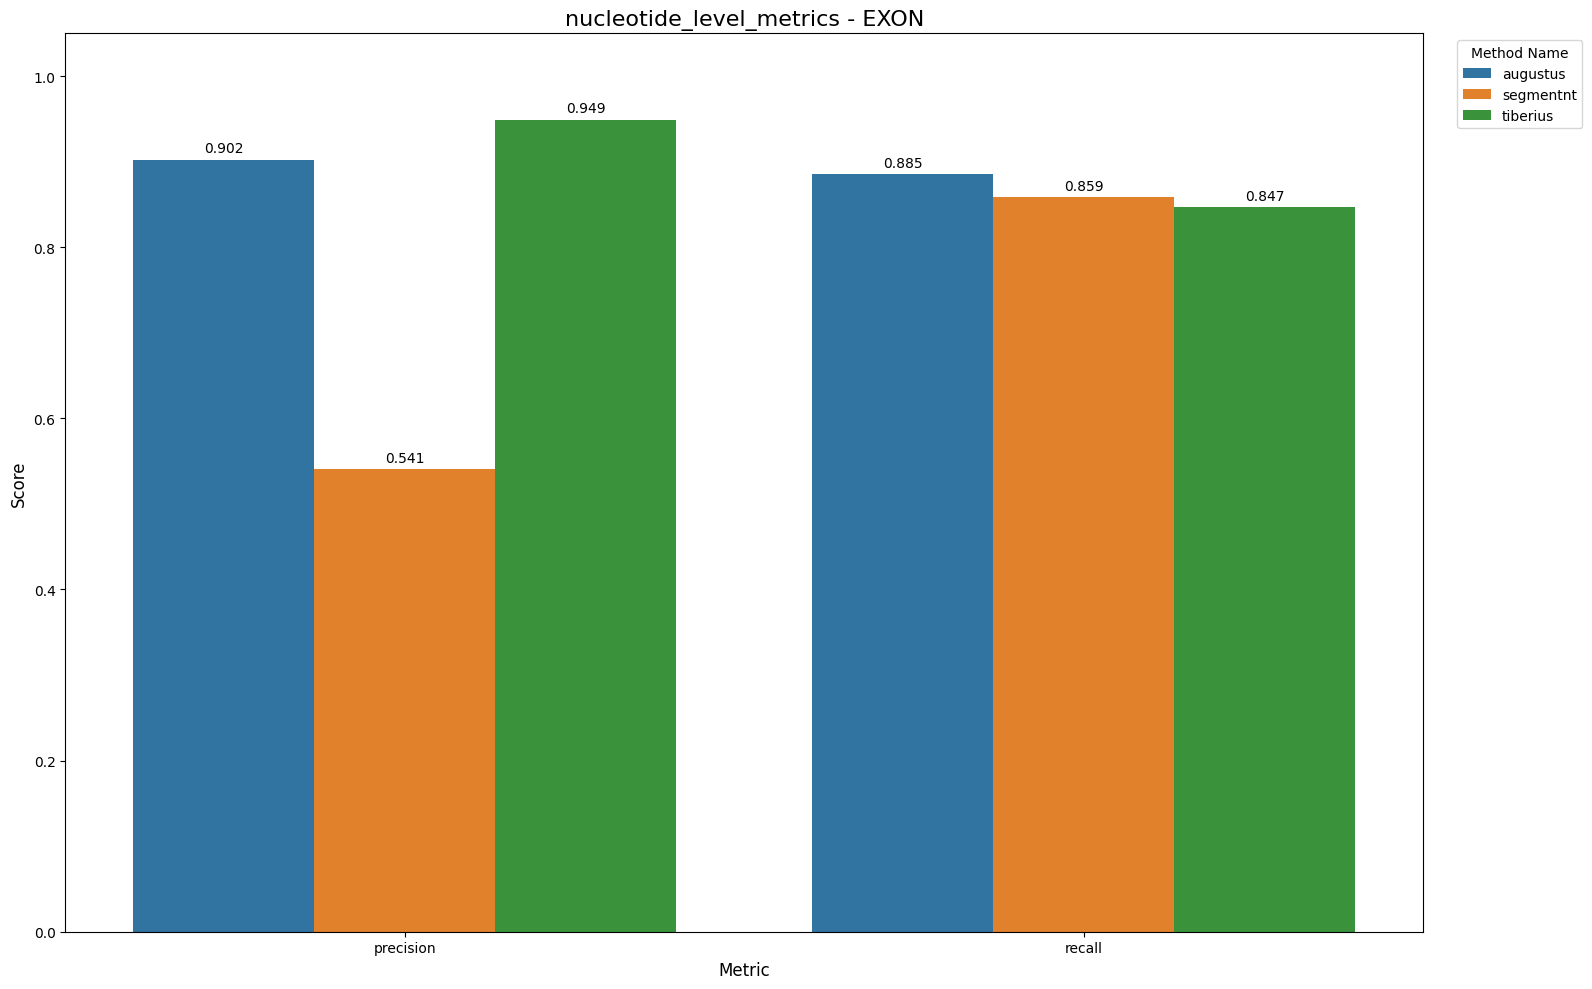 nucleotide_level_metrics - EXON
Method Name
augustus
segmentnt
tiberius
1.0
0.8
0.6
0.4
0.2
0.0
Score
0.902
0.541
0.949
0.885
0.859
0.847
precision
recall
Metric